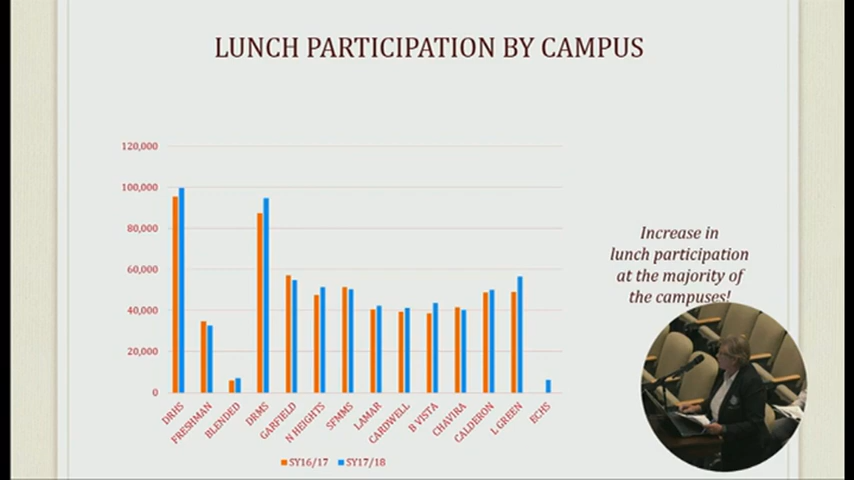 LUNCH PARTICIPATION BY CAMPUS
120,000
100,000
80,000
60,000
40,000
20,000
0
DRHS
FRESHMAN
BLENDED
DRMS
GARFIELD
N HEIGHTS
SFMMS
LAMAR
CARDWELL
B VISTA
CHAVIRA
CALDERON
L GREEN
ECHS
SY16/17
SY17/18
Increase in
lunch participation
at the majority of
the campuses!